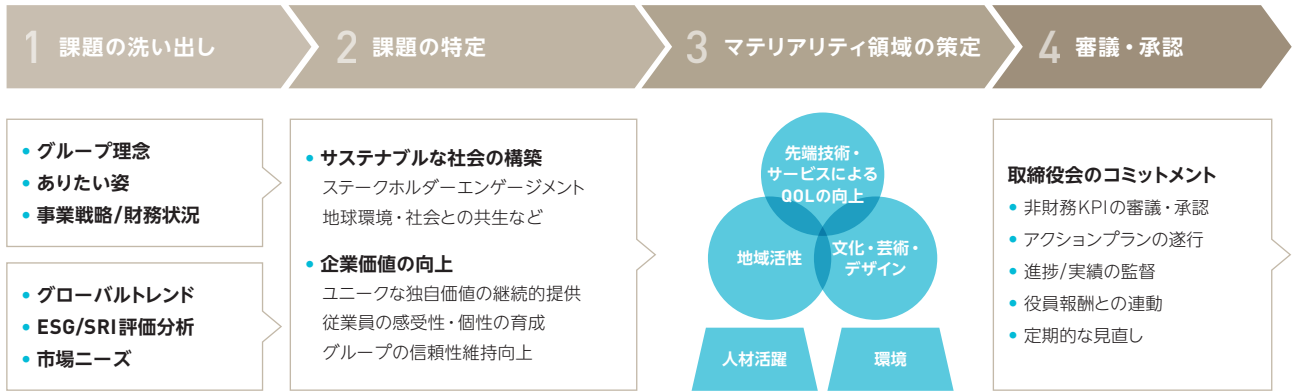 1 課題の洗い出し
2 課題の特定
3 マテリアリティ領域の策定
4 審議・承認
• グループ理念
• ありたい姿
• 事業戦略/財務状況
• グローバルトレンド
• ESG/SRI評価分析
• 市場ニーズ
• サステナブルな社会の構築
ステークホルダーエンゲージメント
地球環境・社会との共生など
• 企業価値の向上
ユニークな独自価値の継続的提供
従業員の感受性・個性の育成
グループの信頼性維持向上
先端技術・
サービスによる
QOLの向上
地域活性
文化・芸術・
デザイン
人材活躍
環境
取締役会のコミットメント
• 非財務KPIの審議・承認
• アクションプランの遂行
• 進捗/実績の監督
• 役員報酬との連動
• 定期的な見直し